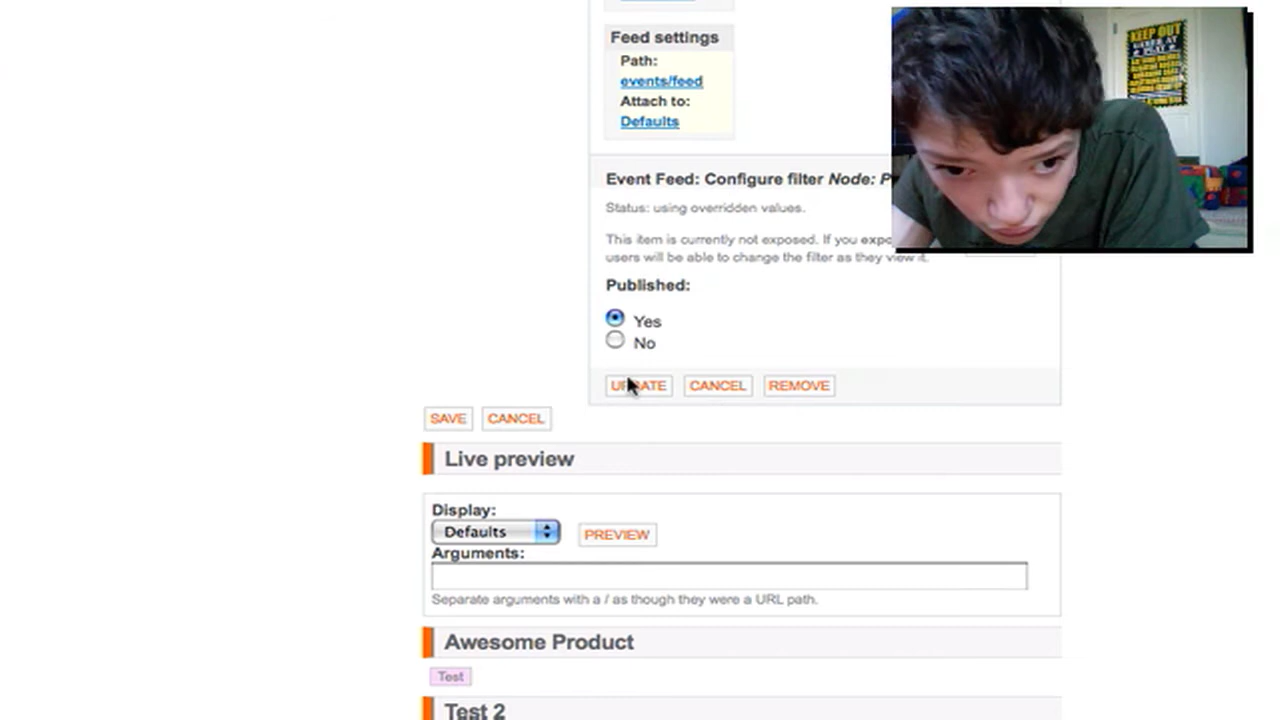 Feed settings
Path:
events/feed
Attach to:
Defaults
KEEP OUT
Event Feed: Configure filter Node: P
Status: using overridden values.
This item is currently not exposed. If you expo
users will be able to change the filter as they view it.
Published:
Yes
No
UPDATE CANCEL REMOVE
SAVE CANCEL
Live preview
Display:
Defaults PREVIEW
Arguments:
Separate arguments with a / as though they were a URL path.
Awesome Product
Test
Test 2